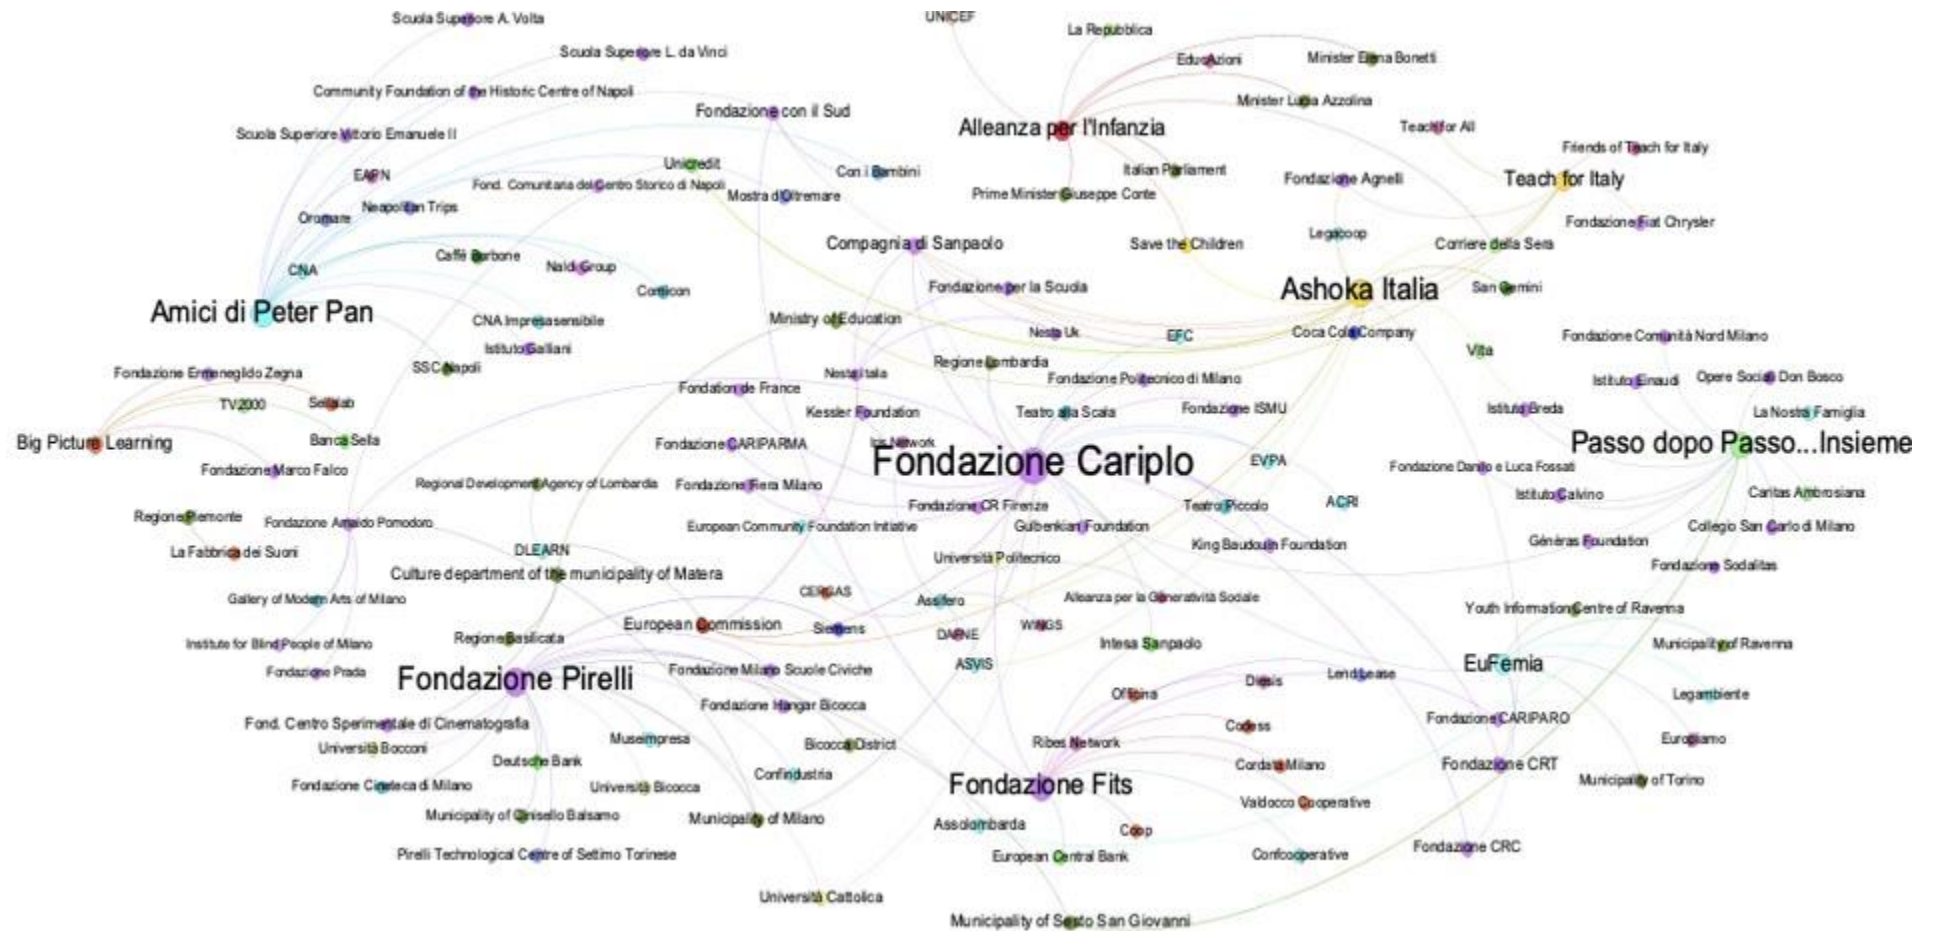 Scuola Superiore A. Volta
UNICEF
La Repubblica
Scuola Superiore L. da Vinci
EducAzioni
Minister Elena Bonetti
Community Foundation of the Historic Centre of Napoli
Fondazione con il Sud
Minister Lucia Azzolina
Alleanza per l'Infanzia
Teach for All
Scuola Superiore Vittorio Emanuele II
Friends of Teach for Italy
Unicredit
Con i Bambini
Italian Parliament
EAPN
Fond. Comunitaria del Centro Storico di Napoli
Fondazione Agnelli
Teach for Italy
Mostra d'Oltremare
Prime Minister Giuseppe Conte
Neapolitan Trips
Oromare
Fondazione Fiat Chrysler
Legacoop
Compagnia di Sanpaolo
Save the Children
Corriere della Sera
Caffè Borbone
CNA
Naldi Group
Comicon
Fondazione per la Scuola
Ashoka Italia
San Gemini
Amici di Peter Pan
CNA Impresasensibile
Ministry of Education
Nesta Uk
EFC
Coca Cola Company
Fondazione Comunità Nord Milano
Istituto Galliani
Vita
SSC Napoli
Regione Lombardia
Fondazione Ermenegildo Zegna
Nesta Italia
Fondazione Politecnico di Milano
Istituto Einaudi
Opere Sociali Don Bosco
Fondation de France
TV2000
Sellalab
Kessler Foundation
Teatro alla Scala
Fondazione ISMU
Istituto Breda
La Nostra Famiglia
Big Picture Learning
Banca Sella
Fondazione CARIPARMA
Iris Network
Passo dopo Passo...Insieme
Fondazione Cariplo
EVPA
Fondazione Marco Falco
Fondazione Danilo e Luca Fossati
Regional Development Agency of Lombardia
Fondazione Fiera Milano
Istituto Calvino
Caritas Ambrosiana
Fondazione CR Firenze
Teatro Piccolo
ACRI
Regione Piemonte
Fondazione Arnaldo Pomodoro
European Community Foundation Initiative
Gulbenkian Foundation
Collegio San Carlo di Milano
King Baudouin Foundation
Généras Foundation
La Fabbrica dei Suoni
DLEARN
Università Politecnico
Fondazione Sodalitas
Culture department of the municipality of Matera
CERGAS
Gallery of Modern Arts of Milano
Assifero
Alleanza per la Generatività Sociale
Youth Information Centre of Ravenna
European Commission
Siemens
DAFNE
WINGS
Regione Basilicata
Institute for Blind People of Milano
Intesa Sanpaolo
Municipality of Ravenna
ASVIS
EuFemia
Fondazione Prada
Fondazione Pirelli
Fondazione Milano Scuole Civiche
Lend Lease
Diesis
Officina
Legambiente
Fondazione Hangar Bicocca
Fond. Centro Sperimentale di Cinematografia
Codess
Fondazione CARIPARO
Università Bocconi
Museimpresa
Bicocca District
Ribes Network
Europiamo
Deutsche Bank
Confindustria
Cordata Milano
Fondazione CRT
Fondazione Cineteca di Milano
Università Bicocca
Fondazione Fits
Municipality of Torino
Valdocco Cooperative
Municipality of Cinisello Balsamo
Municipality of Milano
Assolombarda
Coop
Pirelli Technological Centre of Settimo Torinese
European Central Bank
Confcooperative
Fondazione CRC
Università Cattolica
Municipality of Sesto San Giovanni